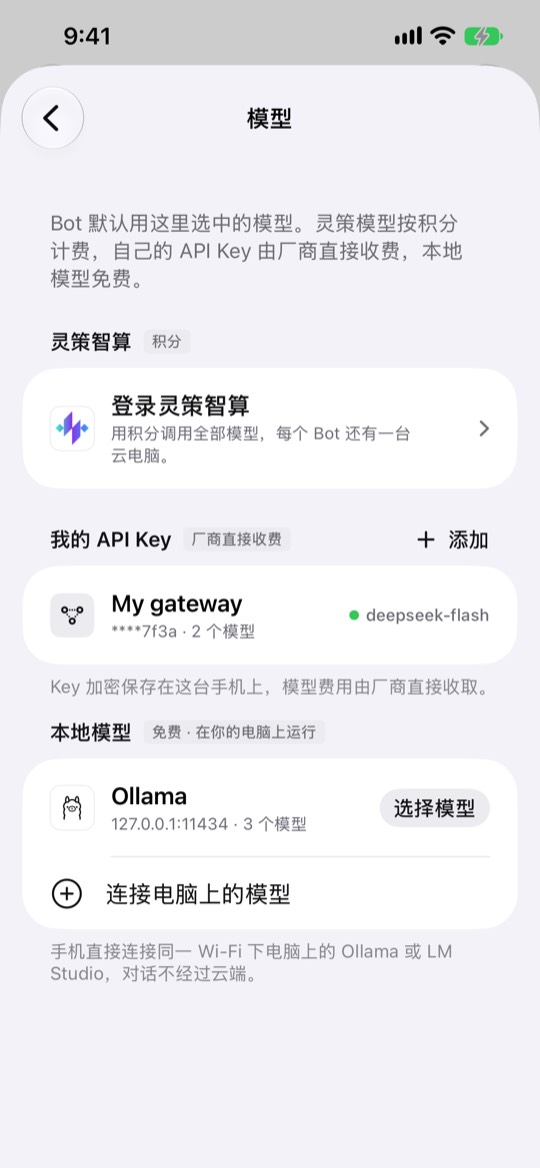 9:41
模型
Bot 默认用这里选中的模型。灵策模型按积分
计费，自己的 API Key 由厂商直接收费，本地
模型免费。
灵策智算 积分
登录灵策智算
用积分调用全部模型，每个 Bot 还有一台
云电脑。
我的 API Key 厂商直接收费 + 添加
My gateway
****7f3a · 2 个模型
deepseek-flash
Key 加密保存在这台手机上，模型费用由厂商直接收取。
本地模型 免费 · 在你的电脑上运行
Ollama
127.0.0.1:11434 · 3 个模型
选择模型
连接电脑上的模型
手机直接连接同一 Wi-Fi 下电脑上的 Ollama 或 LM
Studio，对话不经过云端。